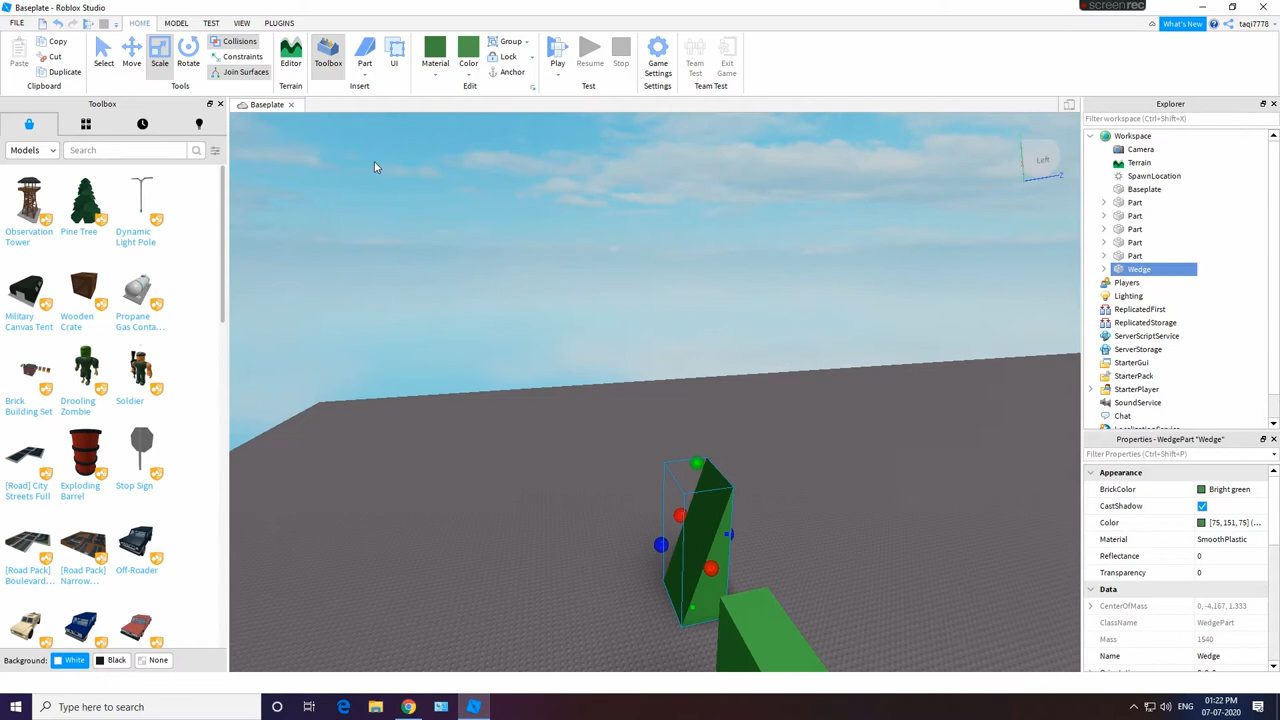 Baseplate - Roblox Studio
screenrec
FILE HOME MODEL TEST VIEW PLUGINS
What's New taqi7778
Paste Copy Cut Duplicate
Clipboard
Select Move Scale Rotate
Collisions
Constraints
Join Surfaces
Tools
Editor
Terrain
Toolbox Part UI
Insert
Material Color
Group
Lock
Anchor
Edit
Play Resume Stop
Test
Game Settings
Settings
Team Test Exit Game
Team Test
Toolbox
Models Search
Observation Tower
Pine Tree
Dynamic Light Pole
Military Canvas Tent
Wooden Crate
Propane Gas Conta...
Brick Building Set
Drooling Zombie
Soldier
[Road] City Streets Full
Exploding Barrel
Stop Sign
[Road Pack] Boulevard...
[Road Pack] Narrow...
Off-Roader
Background: White Black None
Baseplate
Left
Z
Explorer
Filter workspace (Ctrl+Shift+X)
Workspace
Camera
Terrain
SpawnLocation
Baseplate
Part
Part
Part
Part
Part
Wedge
Players
Lighting
ReplicatedFirst
ReplicatedStorage
ServerScriptService
ServerStorage
StarterGui
StarterPack
StarterPlayer
SoundService
Chat
LocalizationService
Properties - WedgePart "Wedge"
Filter Properties (Ctrl+Shift+P)
Appearance
BrickColor Bright green
CastShadow
Color [75, 151, 75] (...
Material SmoothPlastic
Reflectance 0
Transparency 0
Data
CenterOfMass 0, -4.167, 1.333
ClassName WedgePart
Mass 1540
Name Wedge
Orientation
Type here to search
ENG
01:22 PM
07-07-2020